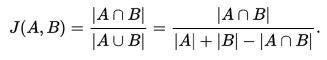 J(A, B) = |A ∩ B| / |A ∪ B| = |A ∩ B| / (|A| + |B| − |A ∩ B|).